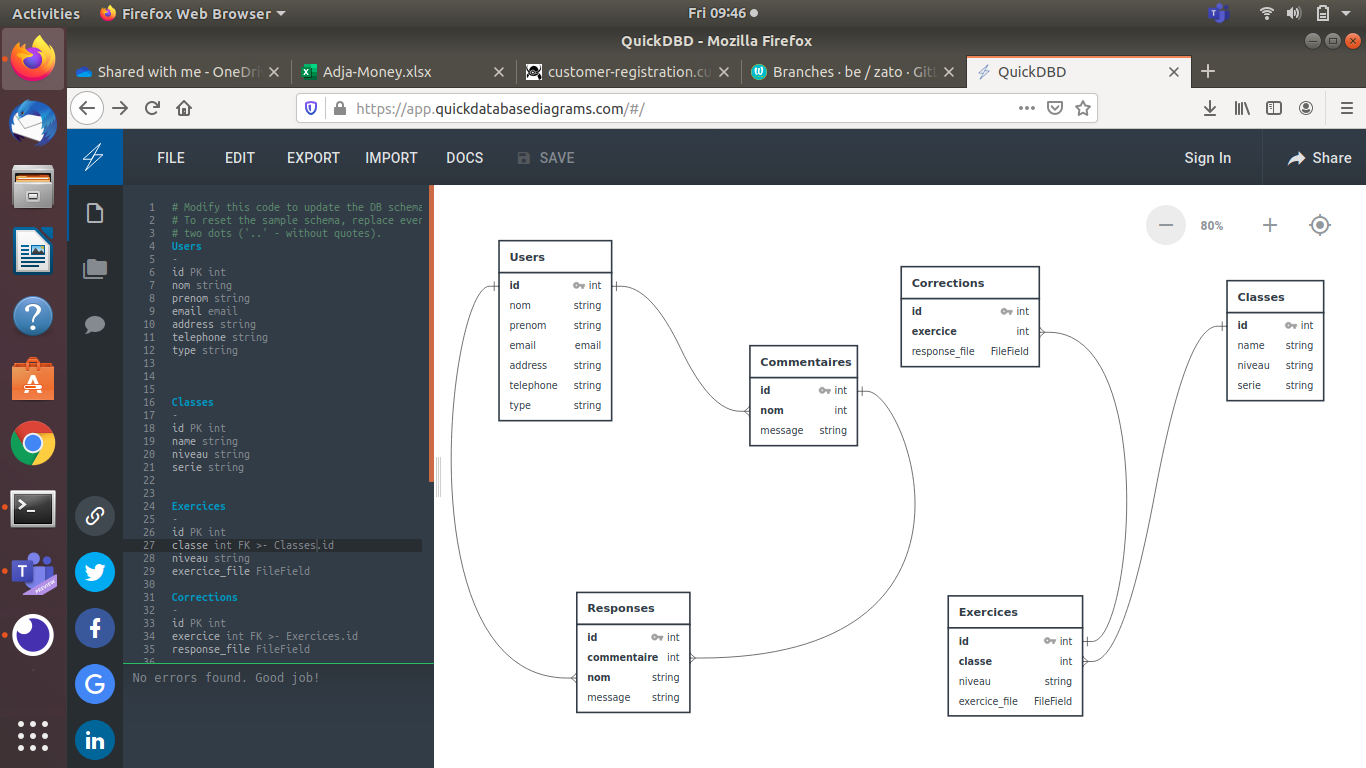 Activities
Firefox Web Browser
Fri 09:46
QuickDBD - Mozilla Firefox
Shared with me - OneDri
Adja-Money.xlsx
customer-registration.cu
Branches · be / zato · Git
QuickDBD
https://app.quickdatabasediagrams.com/#/
FILE
EDIT
EXPORT
IMPORT
DOCS
SAVE
Sign In
Share
1 # Modify this code to update the DB schema
2 # To reset the sample schema, replace ever
3 # two dots ('..' - without quotes).
4 Users
5 -
6 id PK int
7 nom string
8 prenom string
9 email email
10 address string
11 telephone string
12 type string
13
14
15
16 Classes
17 -
18 id PK int
19 name string
20 niveau string
21 serie string
22
23
24 Exercices
25 -
26 id PK int
27 classe int FK >- Classes.id
28 niveau string
29 exercice_file FileField
30
31 Corrections
32 -
33 id PK int
34 exercice int FK >- Exercices.id
35 response_file FileField
36
No errors found. Good job!
80%
Users
id int
nom string
prenom string
email email
address string
telephone string
type string
Commentaires
id int
nom int
message string
Corrections
id int
exercice int
response_file FileField
Classes
id int
name string
niveau string
serie string
Responses
id int
commentaire int
nom string
message string
Exercices
id int
classe int
niveau string
exercice_file FileField
PREVIEW